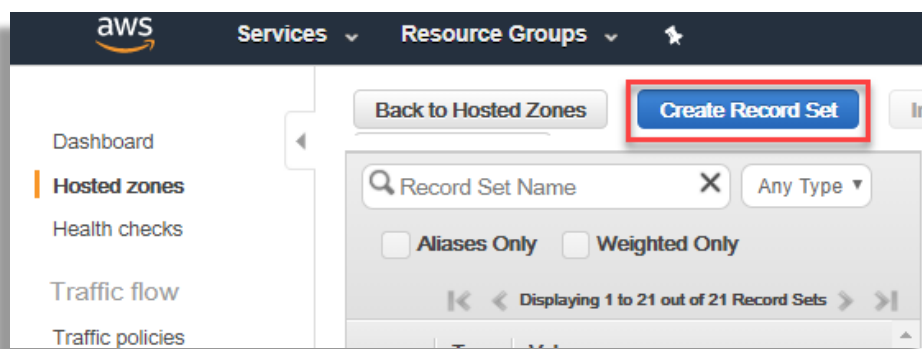 aws
Services
Resource Groups
Back to Hosted Zones
Create Record Set
Dashboard
Hosted zones
Health checks
Traffic flow
Traffic policies
Record Set Name
Any Type
Aliases Only
Weighted Only
Displaying 1 to 21 out of 21 Record Sets